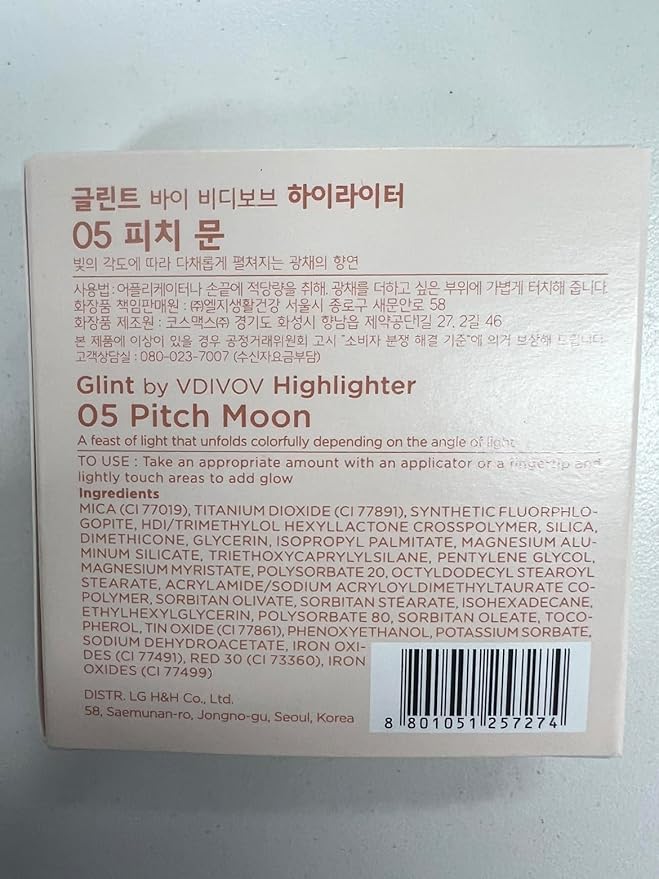 글린트 바이 비디보브 하이라이터
05 피치 문
빛의 각도에 따라 다채롭게 펼쳐지는 광채의 향연
사용법 : 어플리케이터나 손끝에 적당량을 취해, 광채를 더하고 싶은 부위에 가볍게 터치해 줍니다.
화장품 책임판매원 : ㈜엘지생활건강 서울시 종로구 새문안로 58
화장품 제조원 : 코스맥스㈜ 경기도 화성시 향남읍 제약공단1길 27, 2길 46
본 제품에 이상이 있을 경우 공정거래위원회 고시 "소비자 분쟁 해결 기준"에 의거 보상해 드립니다.
고객상담실 : 080-023-7007 (수신자요금부담)
Glint by VDIVOV Highlighter
05 Pitch Moon
A feast of light that unfolds colorfully depending on the angle of light
TO USE : Take an appropriate amount with an applicator or a fingertip and
lightly touch areas to add glow
Ingredients
MICA (CI 77019), TITANIUM DIOXIDE (CI 77891), SYNTHETIC FLUORPHLO-
GOPITE, HDI/TRIMETHYLOL HEXYLLACTONE CROSSPOLYMER, SILICA,
DIMETHICONE, GLYCERIN, ISOPROPYL PALMITATE, MAGNESIUM ALU-
MINUM SILICATE, TRIETHOXYCAPRYLYLSILANE, PENTYLENE GLYCOL,
MAGNESIUM MYRISTATE, POLYSORBATE 20, OCTYLDODECYL STEAROYL
STEARATE, ACRYLAMIDE/SODIUM ACRYLOYLDIMETHYLTAURATE CO-
POLYMER, SORBITAN OLIVATE, SORBITAN STEARATE, ISOHEXADECANE,
ETHYLHEXYLGLYCERIN, POLYSORBATE 80, SORBITAN OLEATE, TOCO-
PHEROL, TIN OXIDE (CI 77861), PHENOXYETHANOL, POTASSIUM SORBATE,
SODIUM DEHYDROACETATE, IRON OXI-
DES (CI 77491), RED 30 (CI 73360), IRON
OXIDES (CI 77499)
DISTR. LG H&H Co., Ltd.
58, Saemunan-ro, Jongno-gu, Seoul, Korea
8 801051 257274